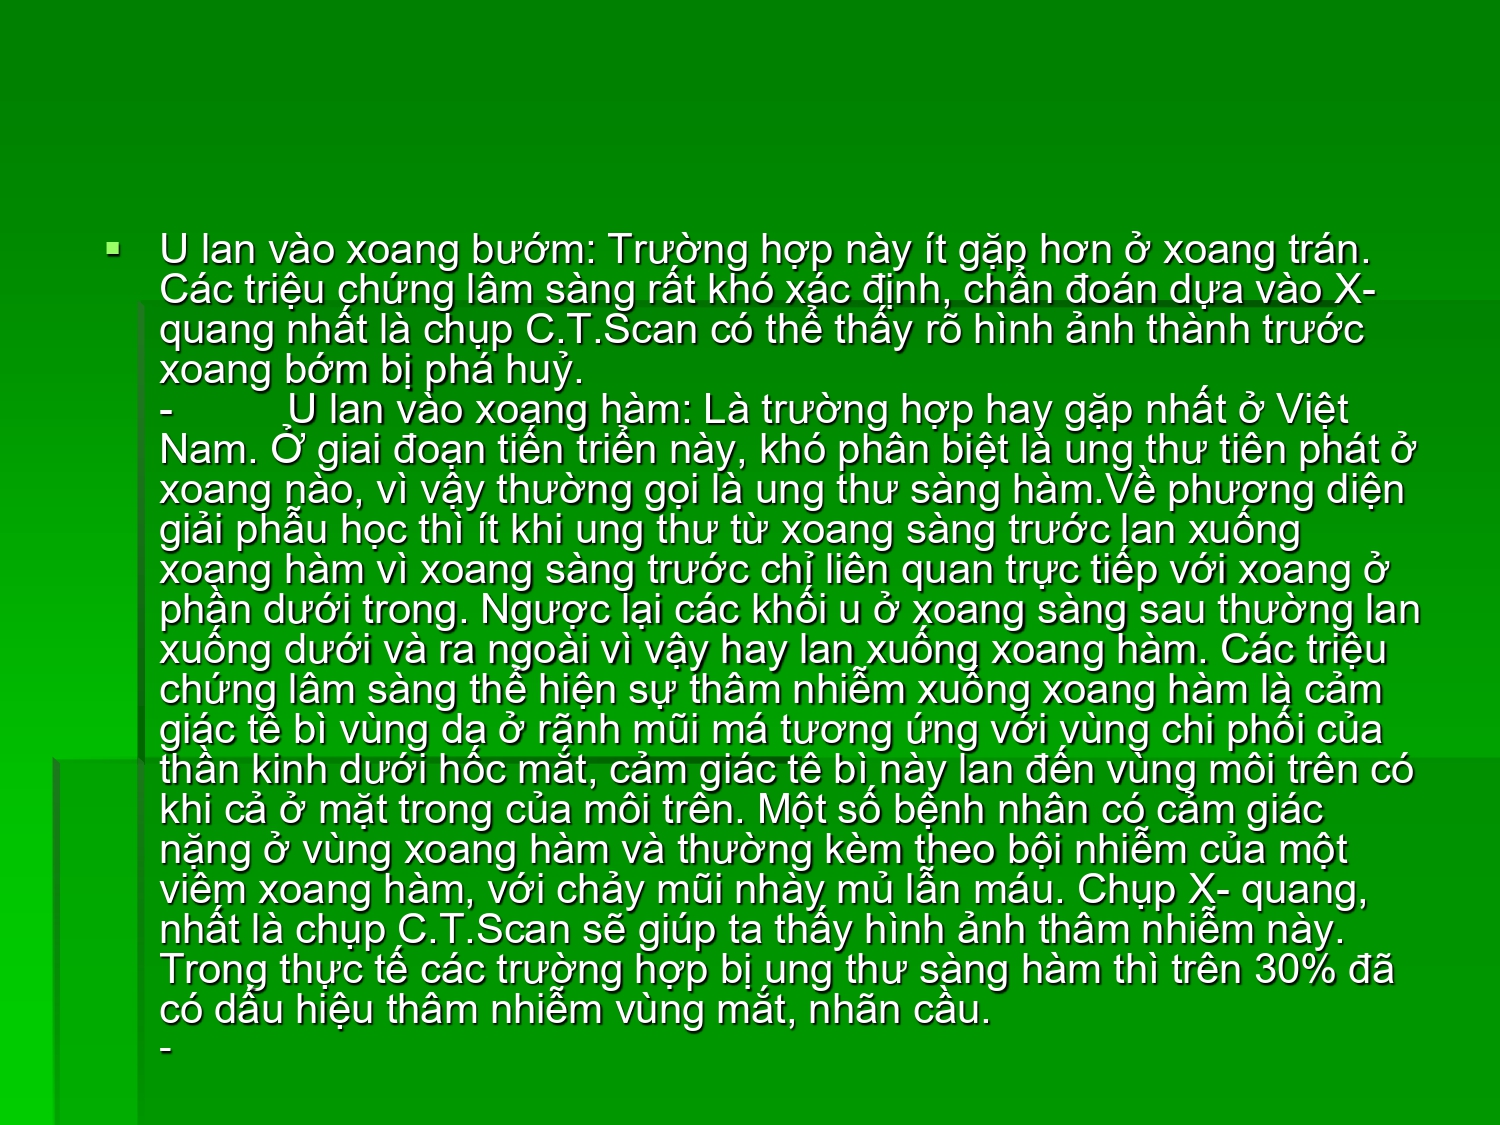 ▪ U lan vào xoang bướm: Trường hợp này ít gặp hơn ở xoang trán.
Các triệu chứng lâm sàng rất khó xác định, chẩn đoán dựa vào X-
quang nhất là chụp C.T.Scan có thể thấy rõ hình ảnh thành trước
xoang bớm bị phá huỷ.
- U lan vào xoang hàm: Là trường hợp hay gặp nhất ở Việt
Nam. Ở giai đoạn tiến triển này, khó phân biệt là ung thư tiên phát ở
xoang nào, vì vậy thường gọi là ung thư sàng hàm.Về phương diện
giải phẫu học thì ít khi ung thư từ xoang sàng trước lan xuống
xoang hàm vì xoang sàng trước chỉ liên quan trực tiếp với xoang ở
phần dưới trong. Ngược lại các khối u ở xoang sàng sau thường lan
xuống dưới và ra ngoài vì vậy hay lan xuống xoang hàm. Các triệu
chứng lâm sàng thể hiện sự thâm nhiễm xuống xoang hàm là cảm
giác tê bì vùng da ở rãnh mũi má tương ứng với vùng chi phối của
thần kinh dưới hốc mắt, cảm giác tê bì này lan đến vùng môi trên có
khi cả ở mặt trong của môi trên. Một số bệnh nhân có cảm giác
nặng ở vùng xoang hàm và thường kèm theo bội nhiễm của một
viêm xoang hàm, với chảy mũi nhày mủ lẫn máu. Chụp X- quang,
nhất là chụp C.T.Scan sẽ giúp ta thấy hình ảnh thâm nhiễm này.
Trong thực tế các trường hợp bị ung thư sàng hàm thì trên 30% đã
có dấu hiệu thâm nhiễm vùng mắt, nhãn cầu.
-